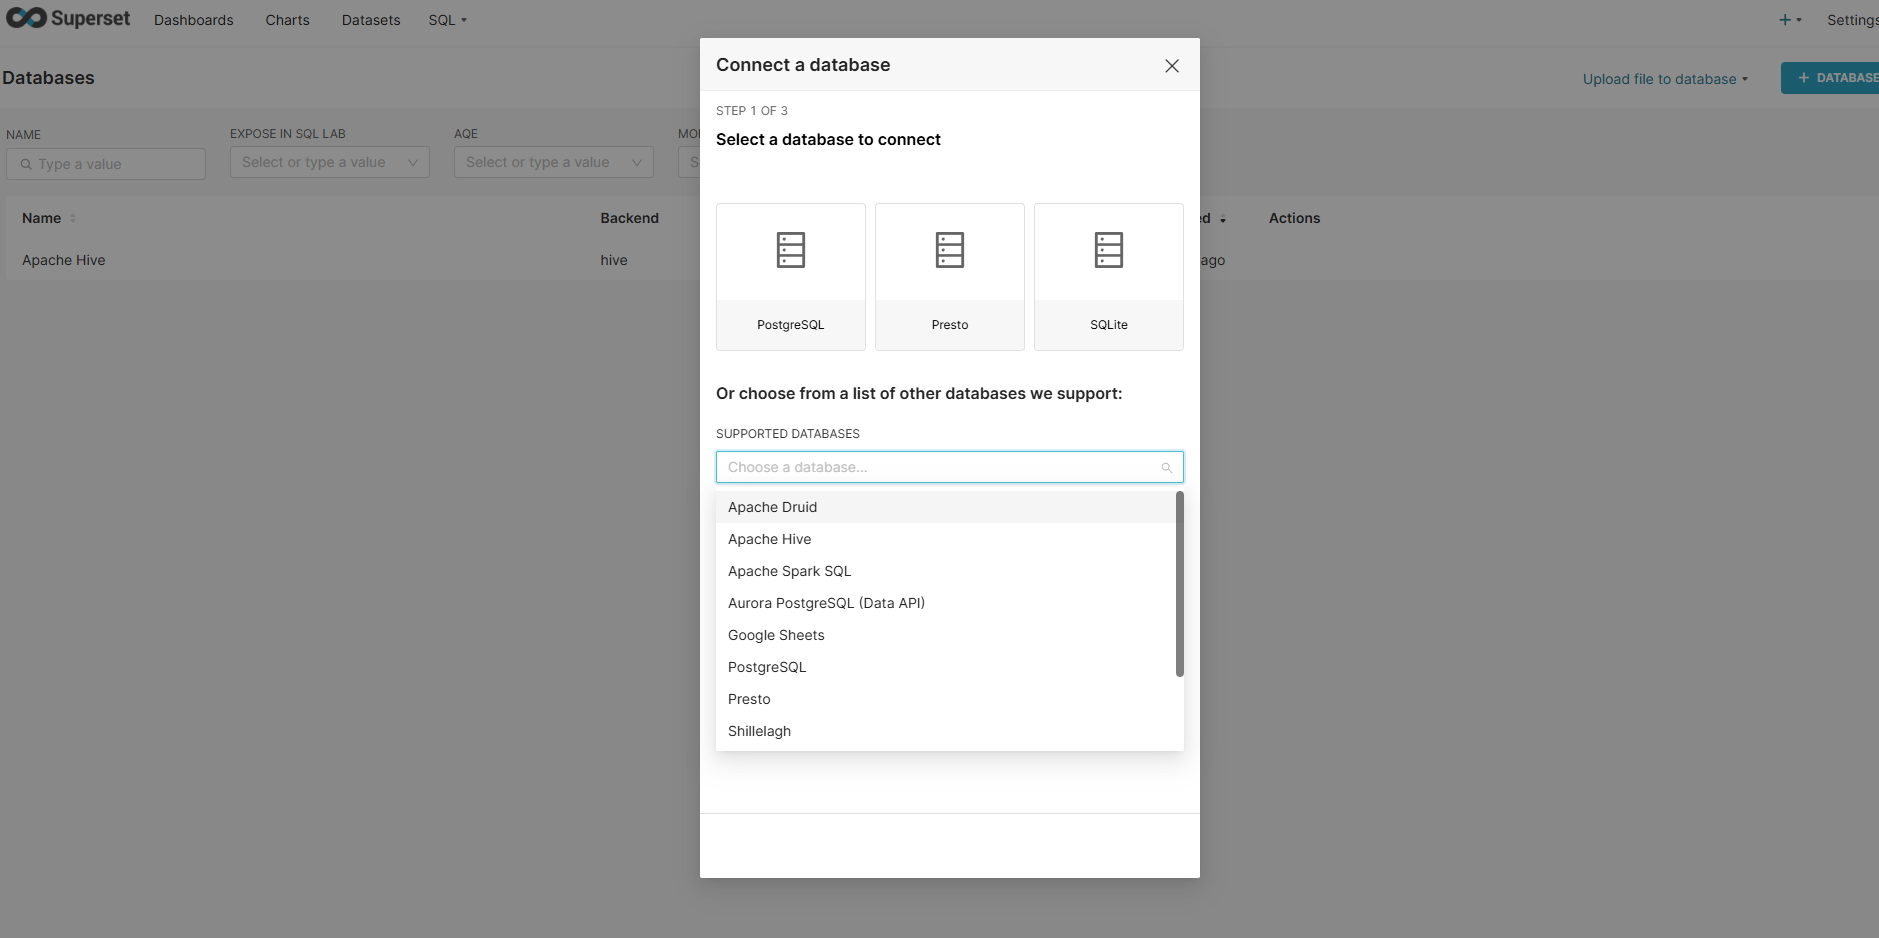 Superset
Dashboards
Charts
Datasets
SQL
Settings
Databases
Upload file to database
+ DATABASE
NAME
Type a value
EXPOSE IN SQL LAB
Select or type a value
AQE
Select or type a value
MO
S
Name
Backend
ed
Actions
Apache Hive
hive
ago
Connect a database
STEP 1 OF 3
Select a database to connect
PostgreSQL
Presto
SQLite
Or choose from a list of other databases we support:
SUPPORTED DATABASES
Choose a database...
Apache Druid
Apache Hive
Apache Spark SQL
Aurora PostgreSQL (Data API)
Google Sheets
PostgreSQL
Presto
Shillelagh